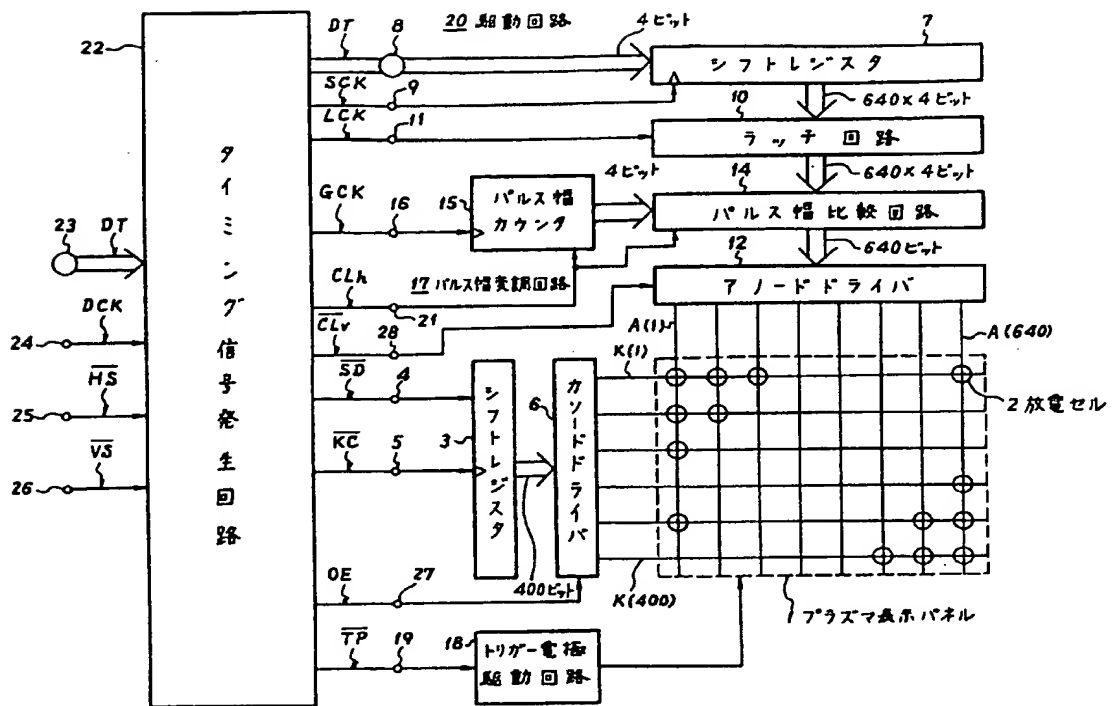 22
タイミング信号発生回路
23
DT
24
DCK
25
HS
26
VS
DT
8
20 駆動回路
4ビット
7
シフトレジスタ
SCK
9
640×4ビット
LCK
11
10
ラッチ回路
640×4ビット
GCK
16
15
パルス幅
カウンタ
4ビット
14
パルス幅比較回路
640ビット
17 パルス幅変調回路
CLh
21
12
アノードドライバ
CLv
28
A(1)
A(640)
SD
4
KC
5
3
シフトレジスタ
400ビット
6
カソードドライバ
K(1)
2 放電セル
K(400)
1 プラズマ表示パネル
OE
27
TP
19
18
トリガー電極
駆動回路